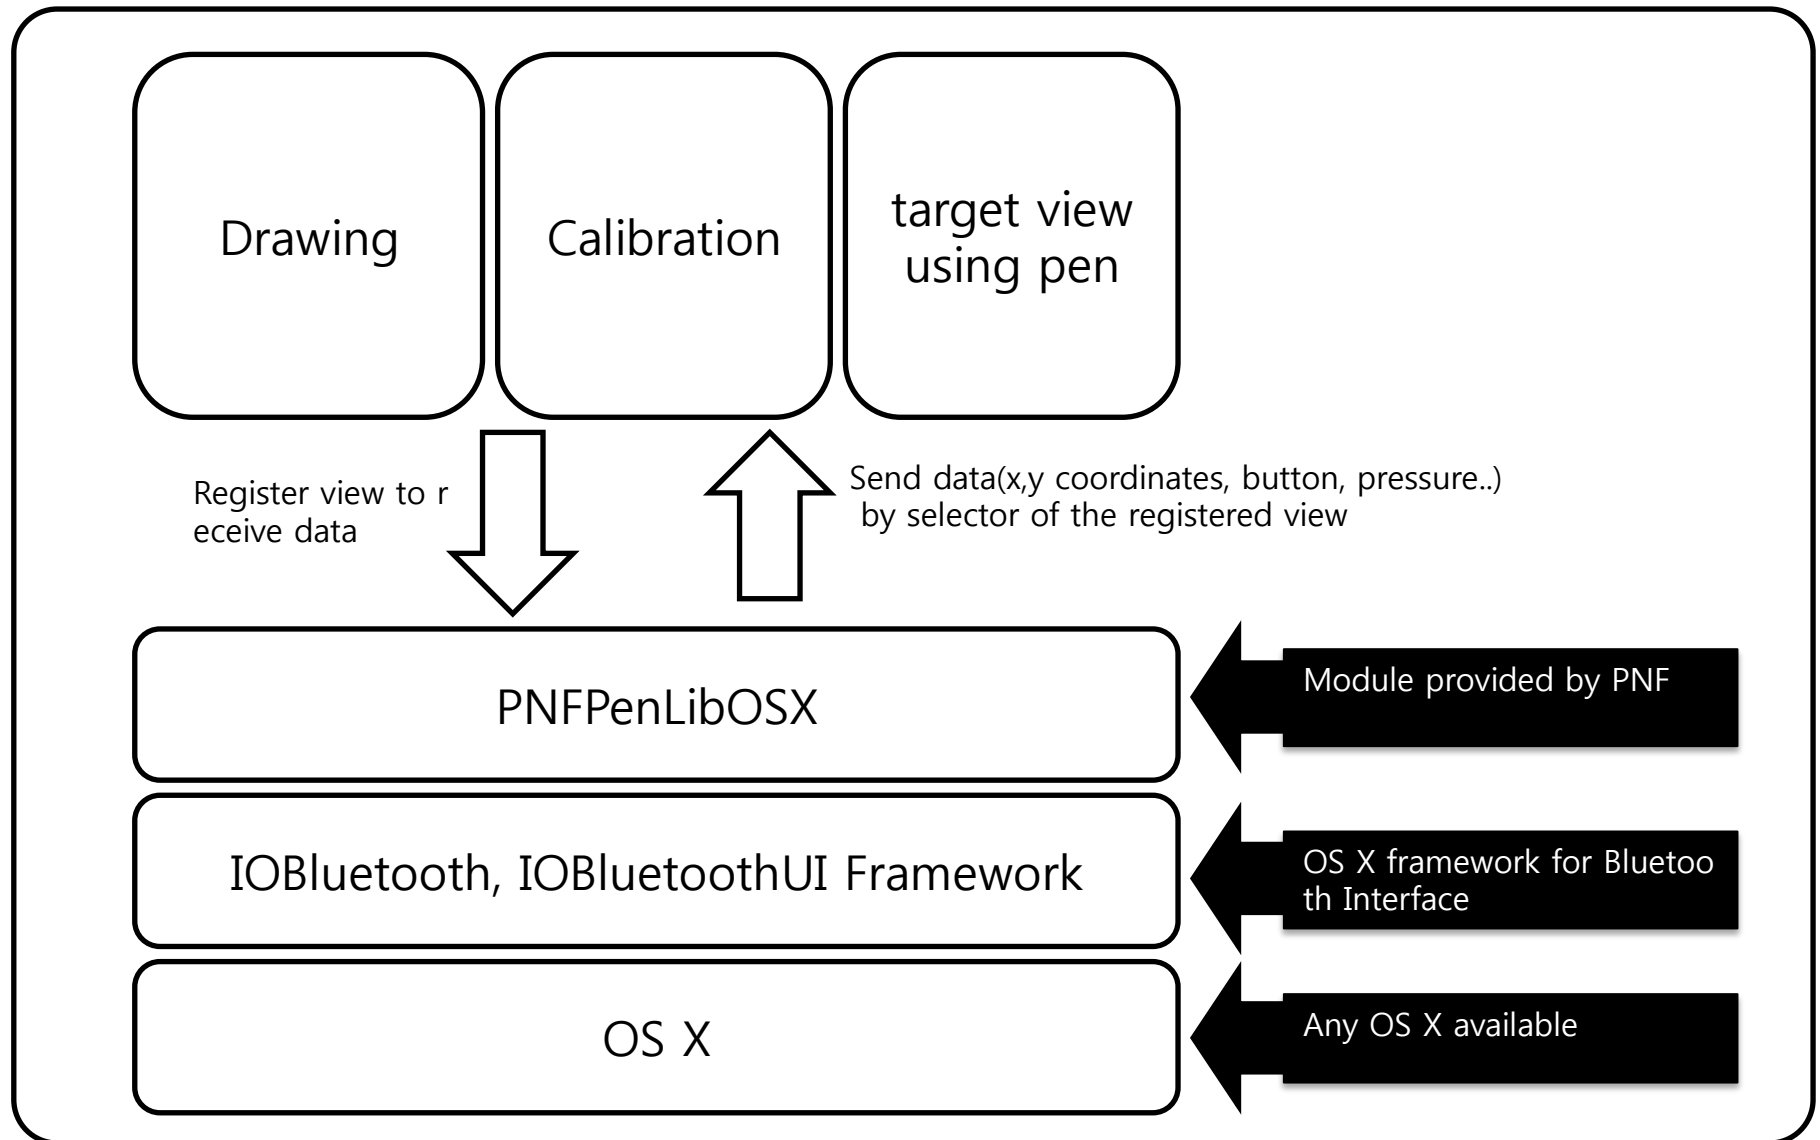 Drawing
Calibration
target view
using pen
Register view to r
eceive data
Send data(x,y coordinates, button, pressure..)
by selector of the registered view
PNFPenLibOSX
Module provided by PNF
IOBluetooth, IOBluetoothUI Framework
OS X framework for Bluetoo
th Interface
OS X
Any OS X available